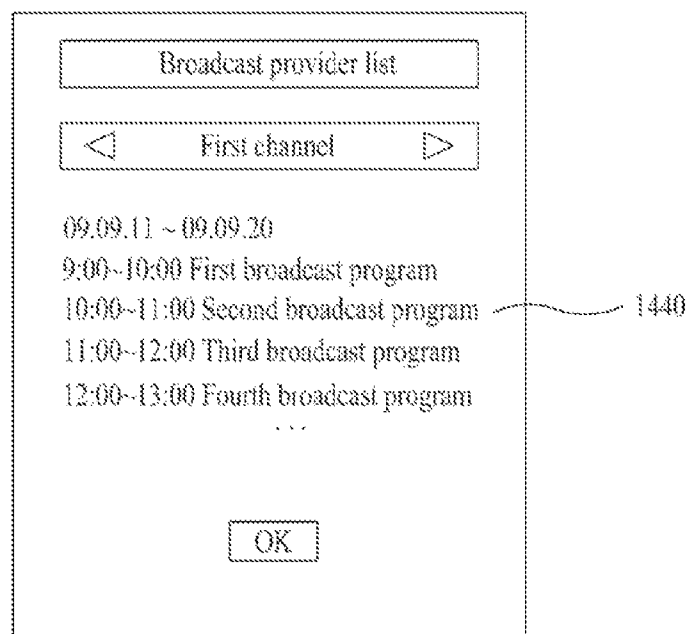 Broadcast provider list
First channel
09.09.11 ~ 09.09.20
9:00~10:00 First broadcast program
10:00~11:00 Second broadcast program
1440
11:00~12:00 Third broadcast program
12:00~13:00 Fourth broadcast program
...
OK